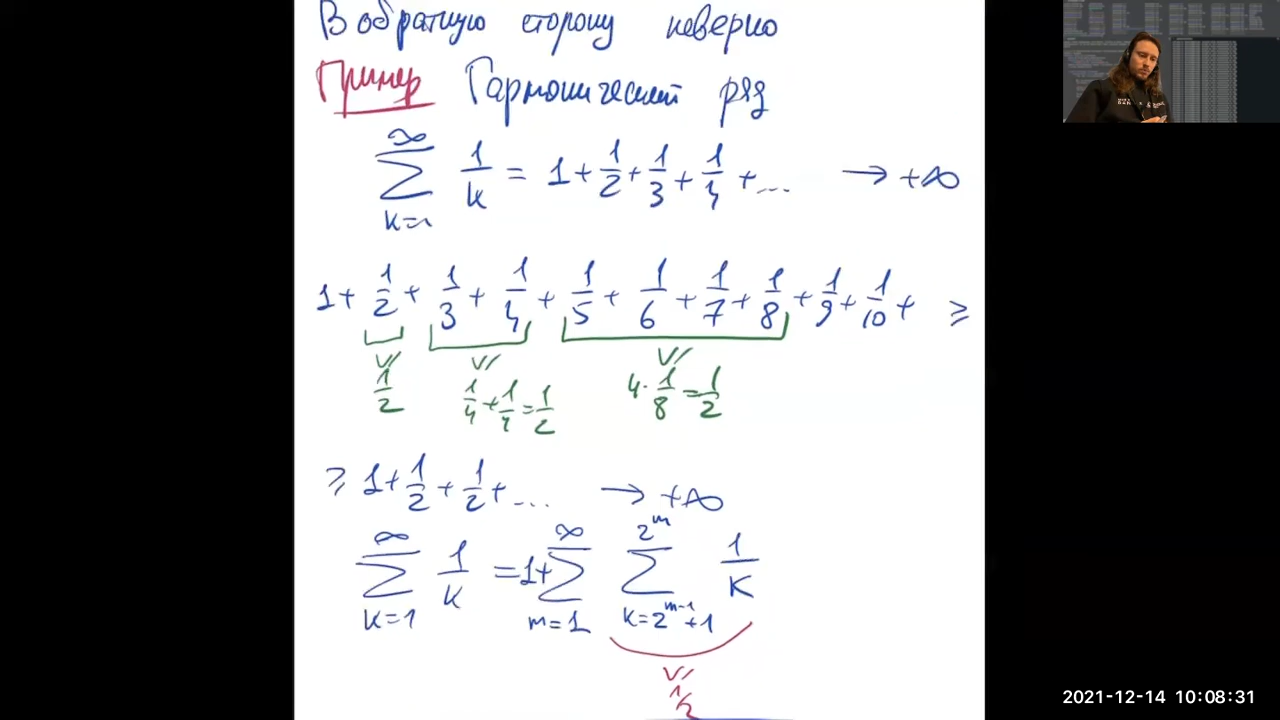 В обратную сторону неверно
Пример Гармонический ряд
∑_{k=1}^{∞} 1/k = 1 + 1/2 + 1/3 + 1/4 + ... → +∞
1 + 1/2 + 1/3 + 1/4 + 1/5 + 1/6 + 1/7 + 1/8 + 1/9 + 1/10 + ≥
≥ 1/2 ≥ 1/4 + 1/4 = 1/2 ≥ 4 · 1/8 = 1/2
≥ 1 + 1/2 + 1/2 + ... → +∞
∑_{k=1}^{∞} 1/k = 1 + ∑_{m=1}^{∞} ∑_{k=2^{m-1}+1}^{2^m} 1/k
≥ 1/2
2021-12-14 10:08:31